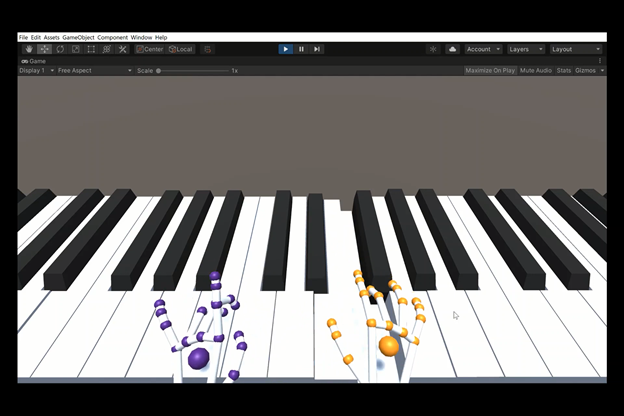 File Edit Assets GameObject Component Window Help
Center Local Account Layers Layout
Game
Display 1 Free Aspect Scale 1x Maximize On Play Mute Audio Stats Gizmos